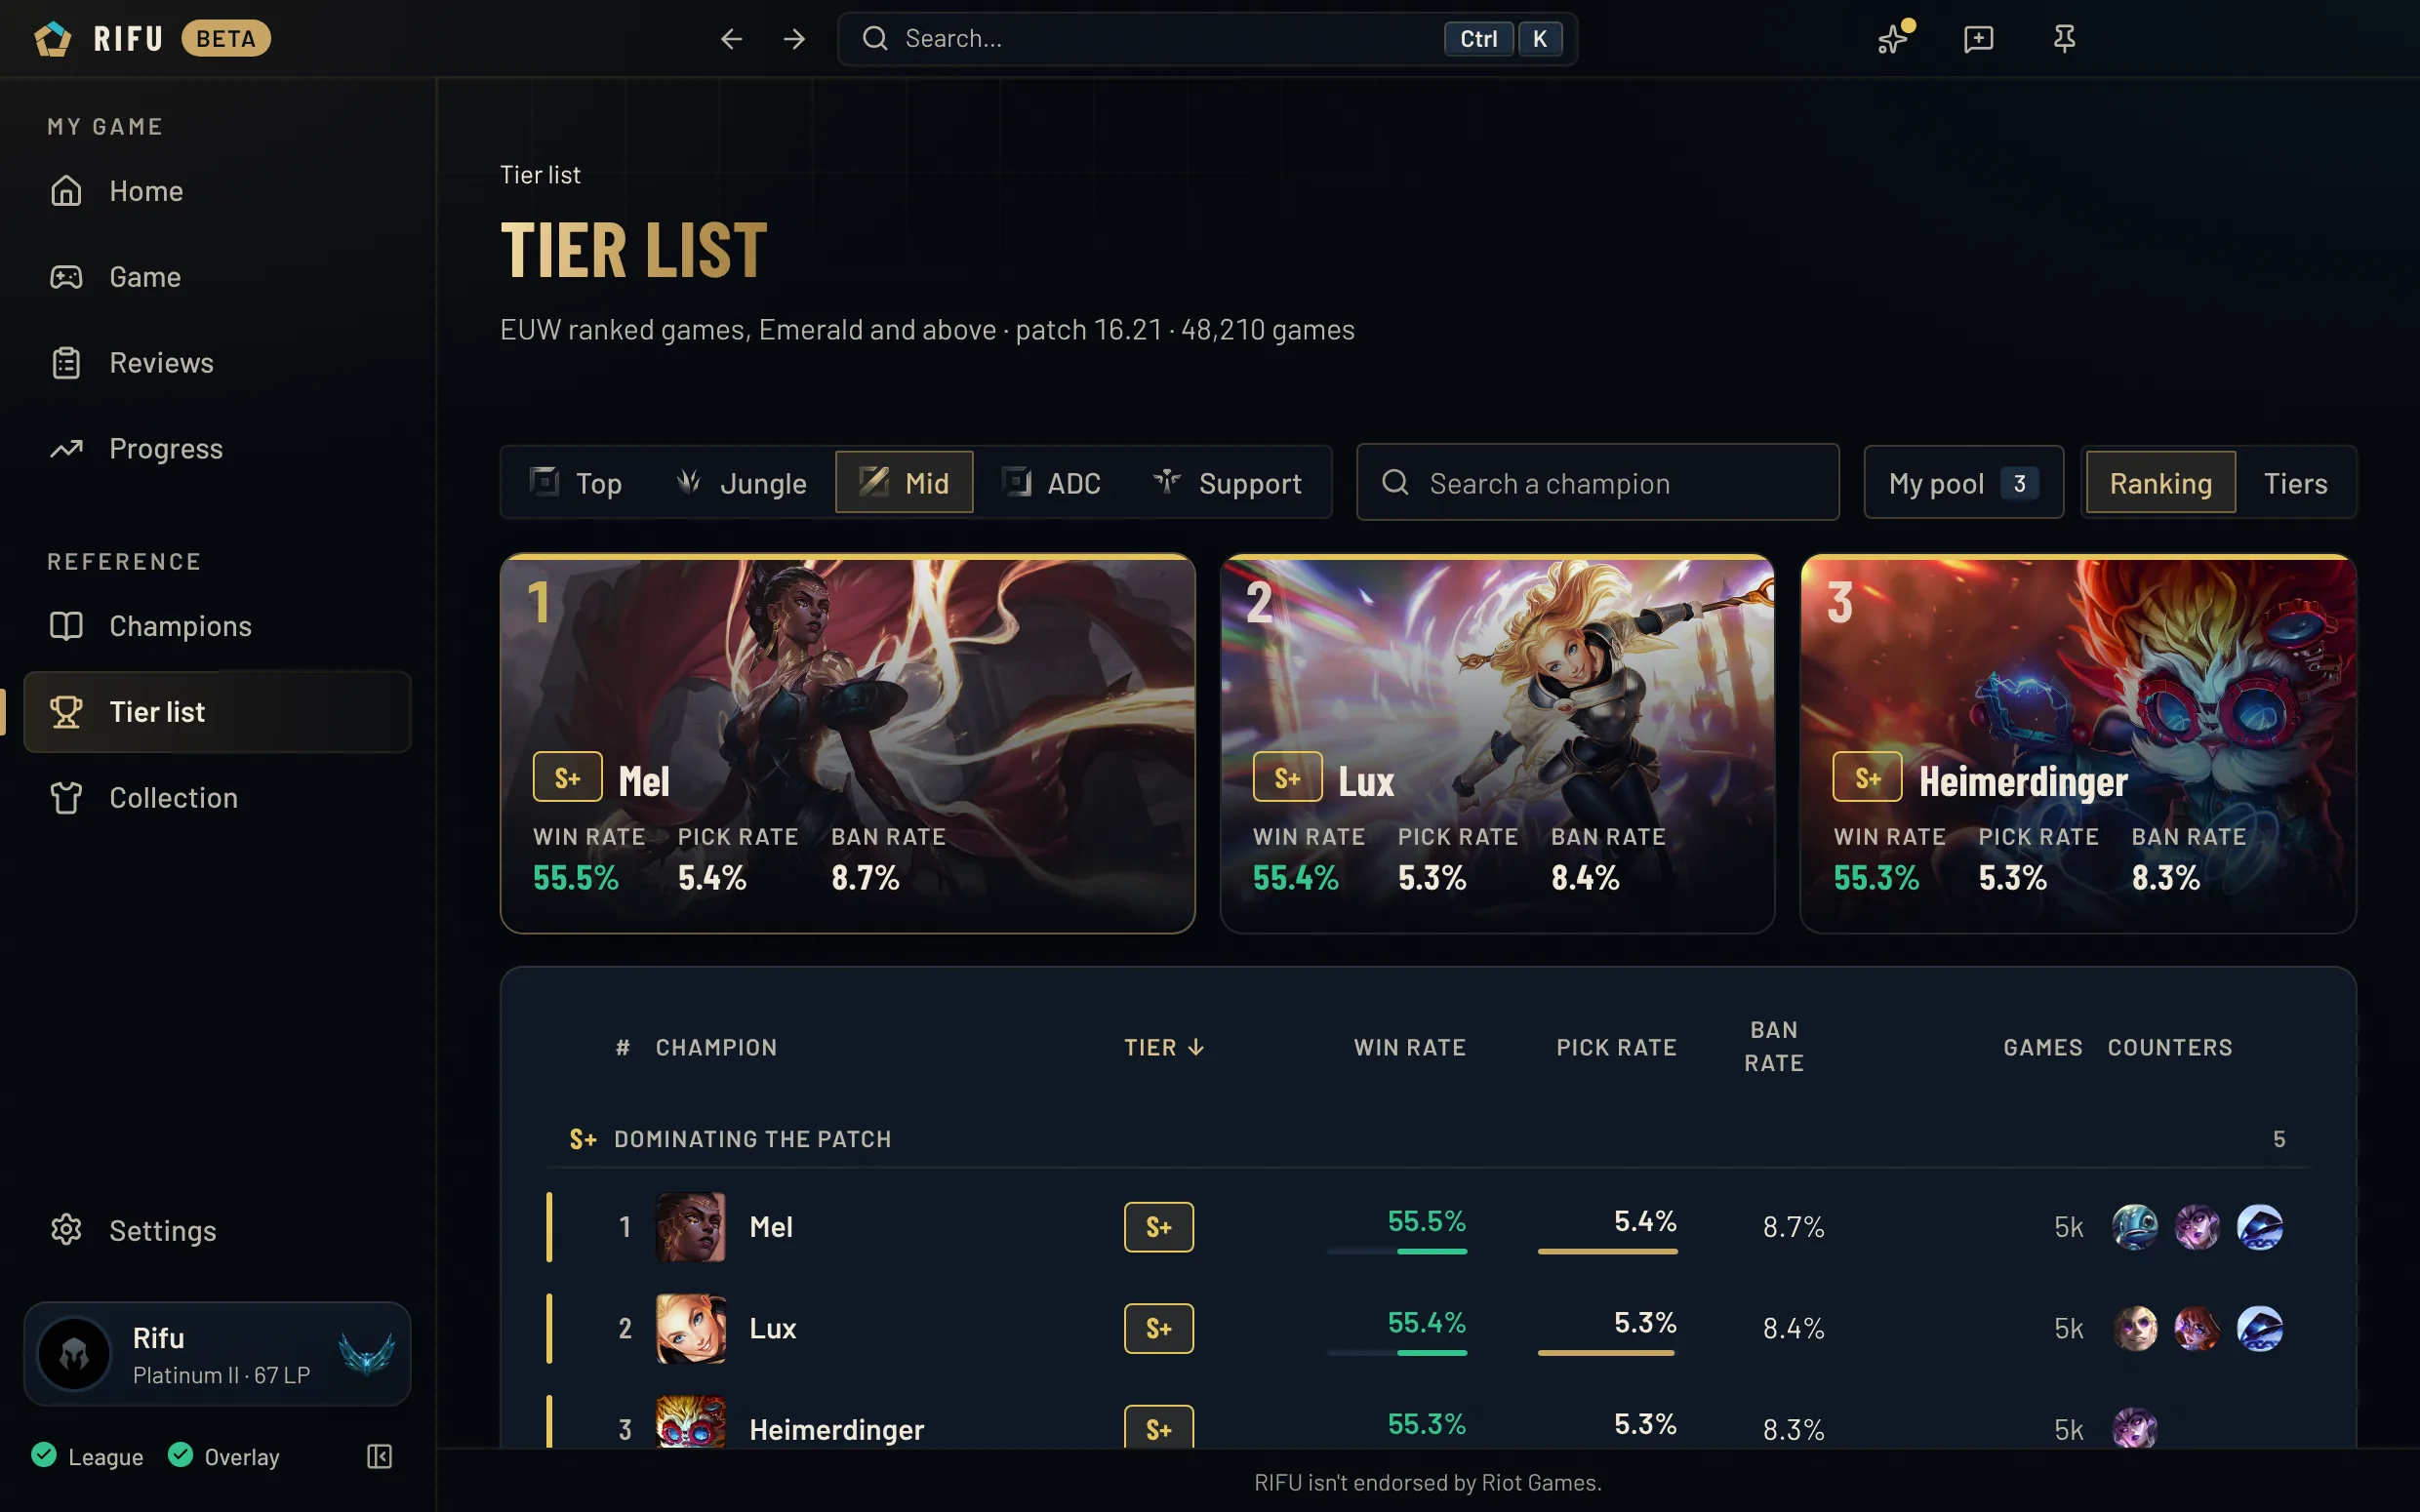 RIFU BETA
Search...
Ctrl K
MY GAME
Home
Game
Reviews
Progress
REFERENCE
Champions
Tier list
Collection
Settings
Rifu
Platinum II · 67 LP
League
Overlay
Tier list
TIER LIST
EUW ranked games, Emerald and above · patch 16.21 · 48,210 games
Top Jungle Mid ADC Support
Search a champion
My pool 3
Ranking Tiers
1
S+ Mel
WIN RATE PICK RATE BAN RATE
55.5% 5.4% 8.7%
2
S+ Lux
WIN RATE PICK RATE BAN RATE
55.4% 5.3% 8.4%
3
S+ Heimerdinger
WIN RATE PICK RATE BAN RATE
55.3% 5.3% 8.3%
# CHAMPION TIER WIN RATE PICK RATE BAN RATE GAMES COUNTERS
S+ DOMINATING THE PATCH 5
1 Mel S+ 55.5% 5.4% 8.7% 5k
2 Lux S+ 55.4% 5.3% 8.4% 5k
3 Heimerdinger S+ 55.3% 5.3% 8.3% 5k
RIFU isn't endorsed by Riot Games.